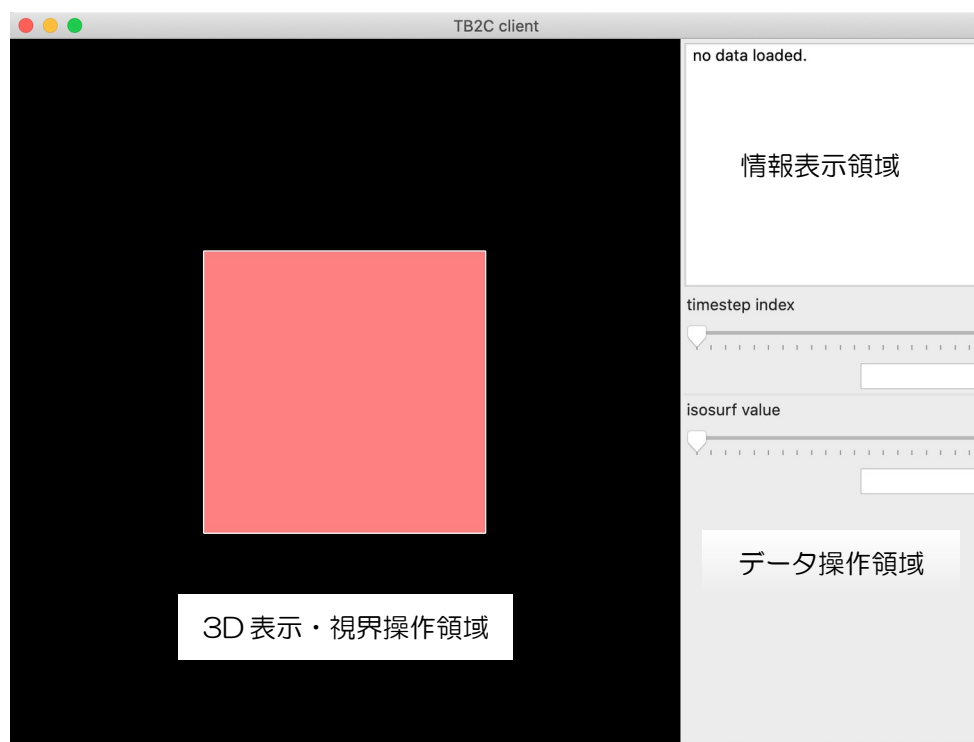 TB2C client
no data loaded.
情報表示領域
timestep index
isosurf value
データ操作領域
3D 表示・視界操作領域